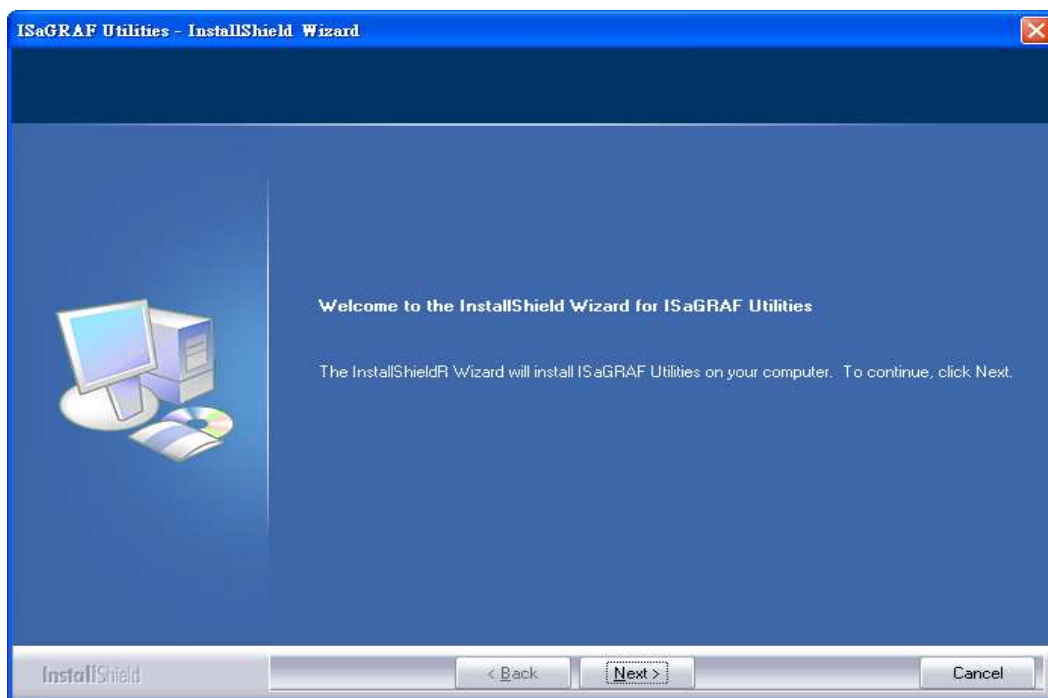 ISaGRAF Utilities - InstallShield Wizard
Welcome to the InstallShield Wizard for ISaGRAF Utilities
The InstallShieldR Wizard will install ISaGRAF Utilities on your computer. To continue, click Next.
InstallShield
< Back
Next >
Cancel